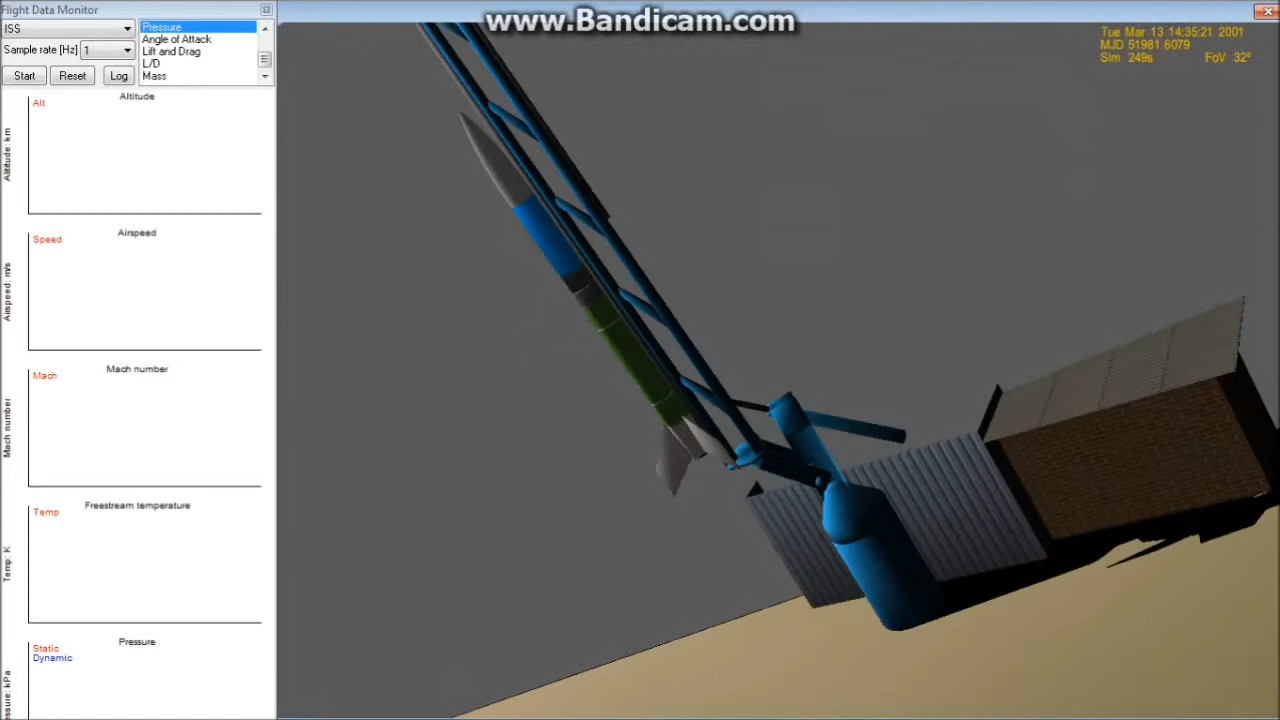 Flight Data Monitor
www.Bandicam.com
ISS
Sample rate [Hz] 1
Start Reset Log
Pressure
Angle of Attack
Lift and Drag
L/D
Mass
Tue Mar 13 14:35:21 2001
MJD 51981.6079
Sim 249s FoV 32°
Altitude
Alt
Altitude: km
Airspeed
Speed
Airspeed: m/s
Mach number
Mach
Mach number
Freestream temperature
Temp
Temp: K
Pressure
Static
Dynamic
ssure: kPa